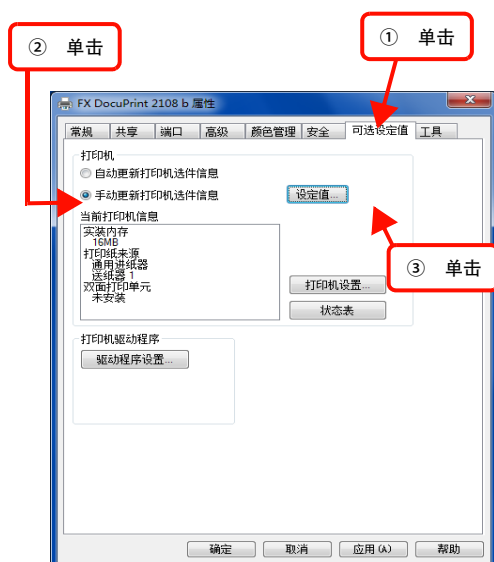 ② 单击
① 单击
FX DocuPrint 2108 b 属性
常规 共享 端口 高级 颜色管理 安全 可选设定值 工具
打印机
自动更新打印机选件信息
手动更新打印机选件信息 设定值...
当前打印机信息
实装内存
16MB
打印纸来源
通用进纸器
送纸器 1
双面打印单元
未安装
③ 单击
打印机设置...
状态表
打印机驱动程序
驱动程序设置...
确定 取消 应用(A) 帮助